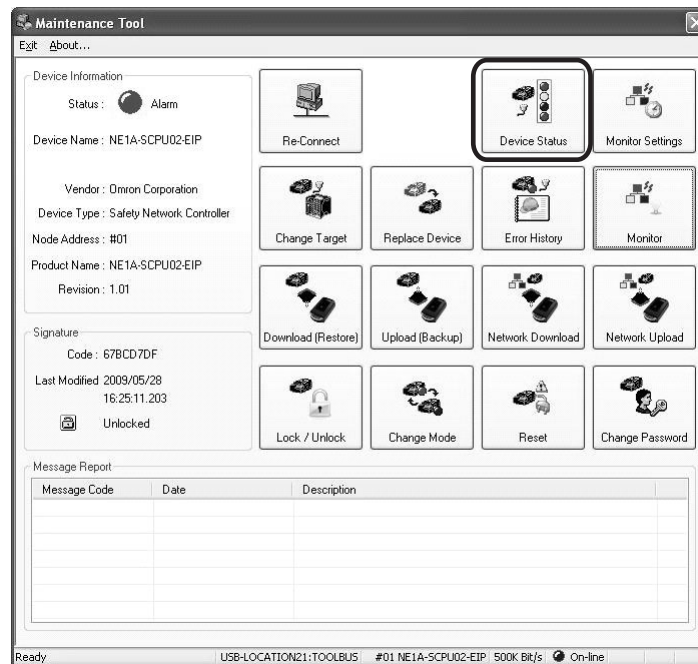 Maintenance Tool
Exit About...
Device Information
Status : Alarm
Device Name : NE1A-SCPU02-EIP
Vendor : Omron Corporation
Device Type : Safety Network Controller
Node Address : #01
Product Name : NE1A-SCPU02-EIP
Revision : 1.01
Signature
Code : 67BCD7DF
Last Modified 2009/05/28
16:25:11.203
Unlocked
Re-Connect
Device Status
Monitor Settings
Change Target
Replace Device
Error History
Monitor
Download (Restore)
Upload (Backup)
Network Download
Network Upload
Lock / Unlock
Change Mode
Reset
Change Password
Message Report
Message Code Date Description
Ready USB-LOCATION21:TOOLBUS #01 NE1A-SCPU02-EIP 500K Bit/s On-line